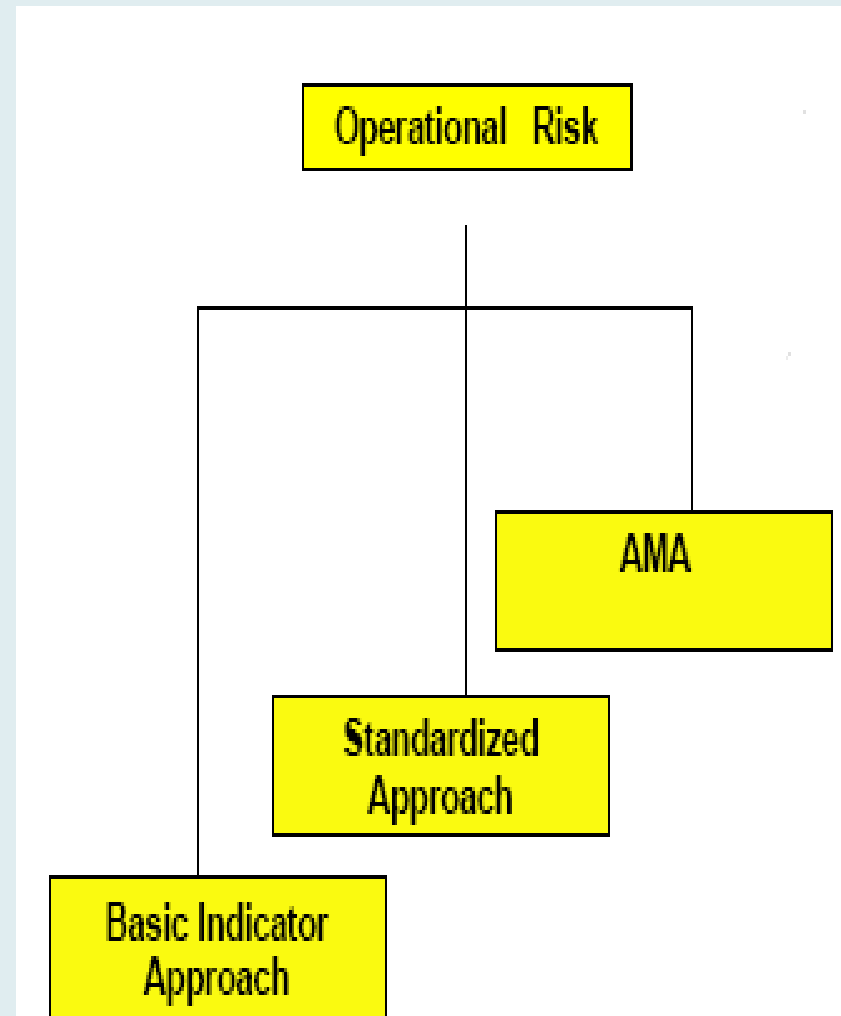 Operational Risk
AMA
Standardized
Approach
Basic Indicator
Approach